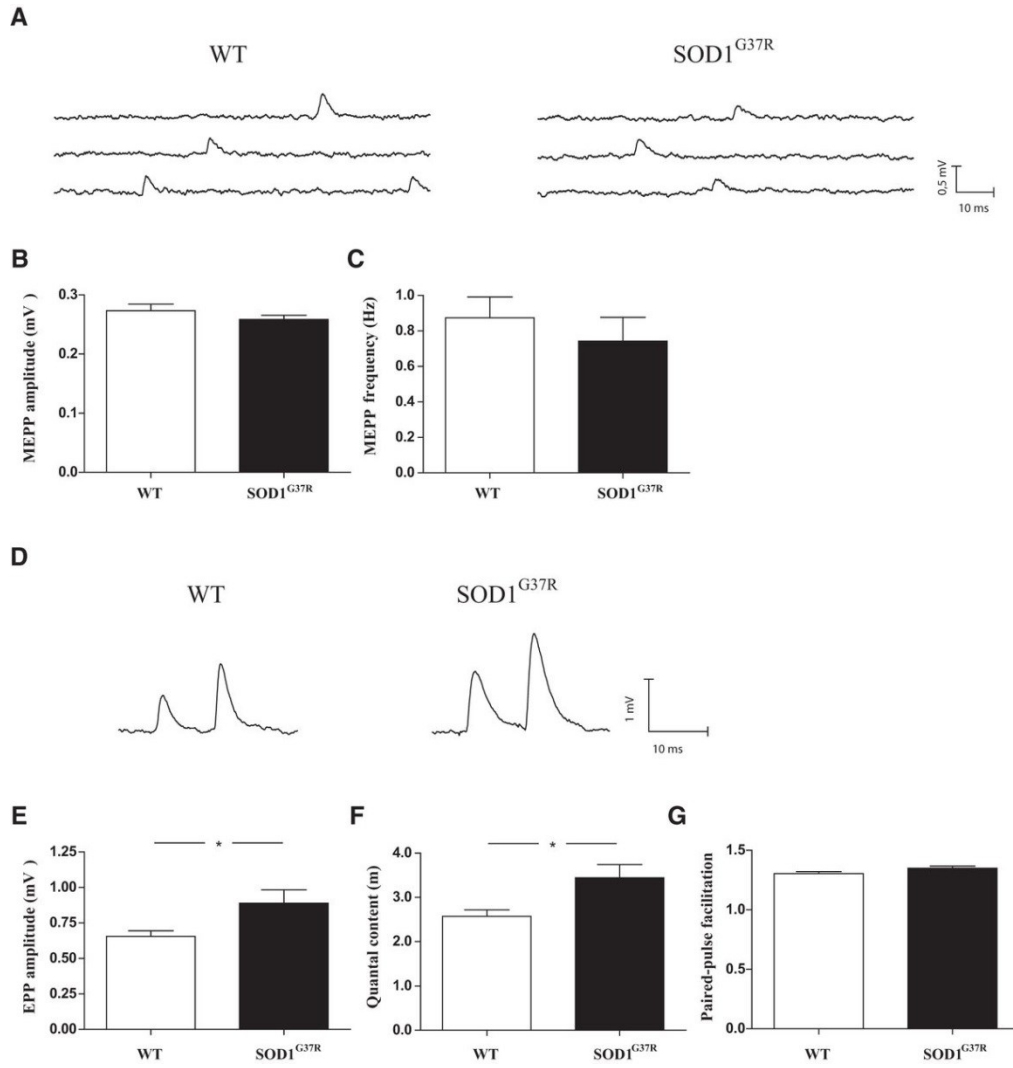 A
WT
SOD1G37R
0,5 mV
10 ms
B
MEPP amplitude (mV )
0.3
0.2
0.1
0.0
WT
SOD1G37R
C
MEPP frequency (Hz)
1.0
0.8
0.6
0.4
0.2
0.0
WT
SOD1G37R
D
WT
SOD1G37R
1 mV
10 ms
E
EPP amplitude (mV )
1.25
1.00
0.75
0.50
0.25
0.00
*
WT
SOD1G37R
F
Quantal content (m)
4.0
3.0
2.0
1.0
0.0
*
WT
SOD1G37R
G
Paired-pulse facilitation
1.5
1.0
0.5
0.0
WT
SOD1G37R